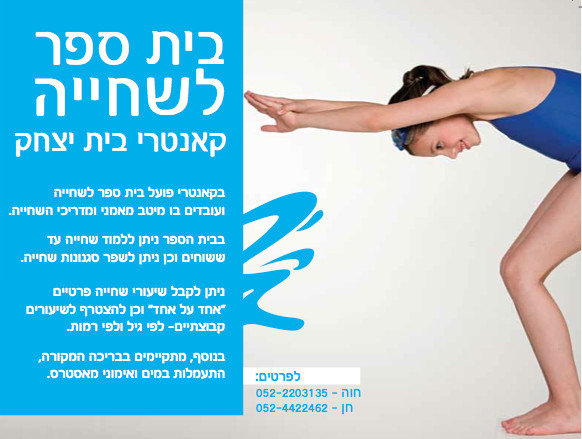 בית ספר
לשחייה
קאנטרי בית יצחק
בקאנטרי פועל בית ספר לשחייה
ועובדים בו מיטב מאמני ומדריכי השחייה.
בבית הספר ניתן ללמוד שחייה עד
ששוחים וכן ניתן לשפר סגנונות שחייה.
ניתן לקבל שיעורי שחייה פרטיים
"אחד על אחד" וכן להצטרף לשיעורים
קבוצתיים- לפי גיל ולפי רמות.
בנוסף, מתקיימים בבריכה המקורה,
התעמלות במים ואימוני מאסטרס.
לפרטים:
חוה - 052-2203135
חן - 052-4422462